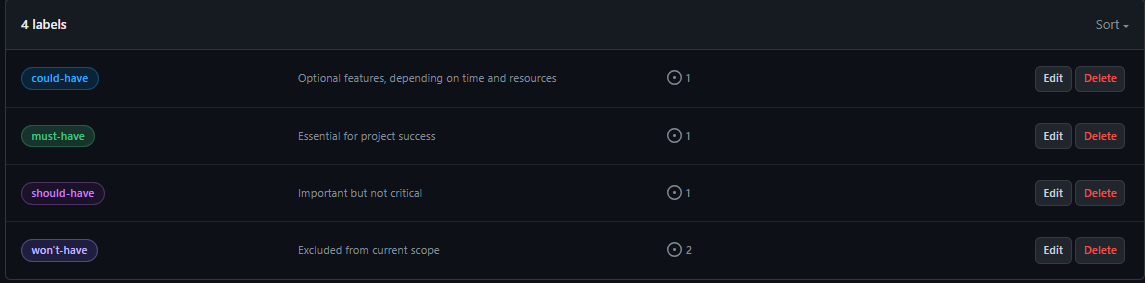 4 labels Sort
could-have Optional features, depending on time and resources 1 Edit Delete
must-have Essential for project success 1 Edit Delete
should-have Important but not critical 1 Edit Delete
won't-have Excluded from current scope 2 Edit Delete